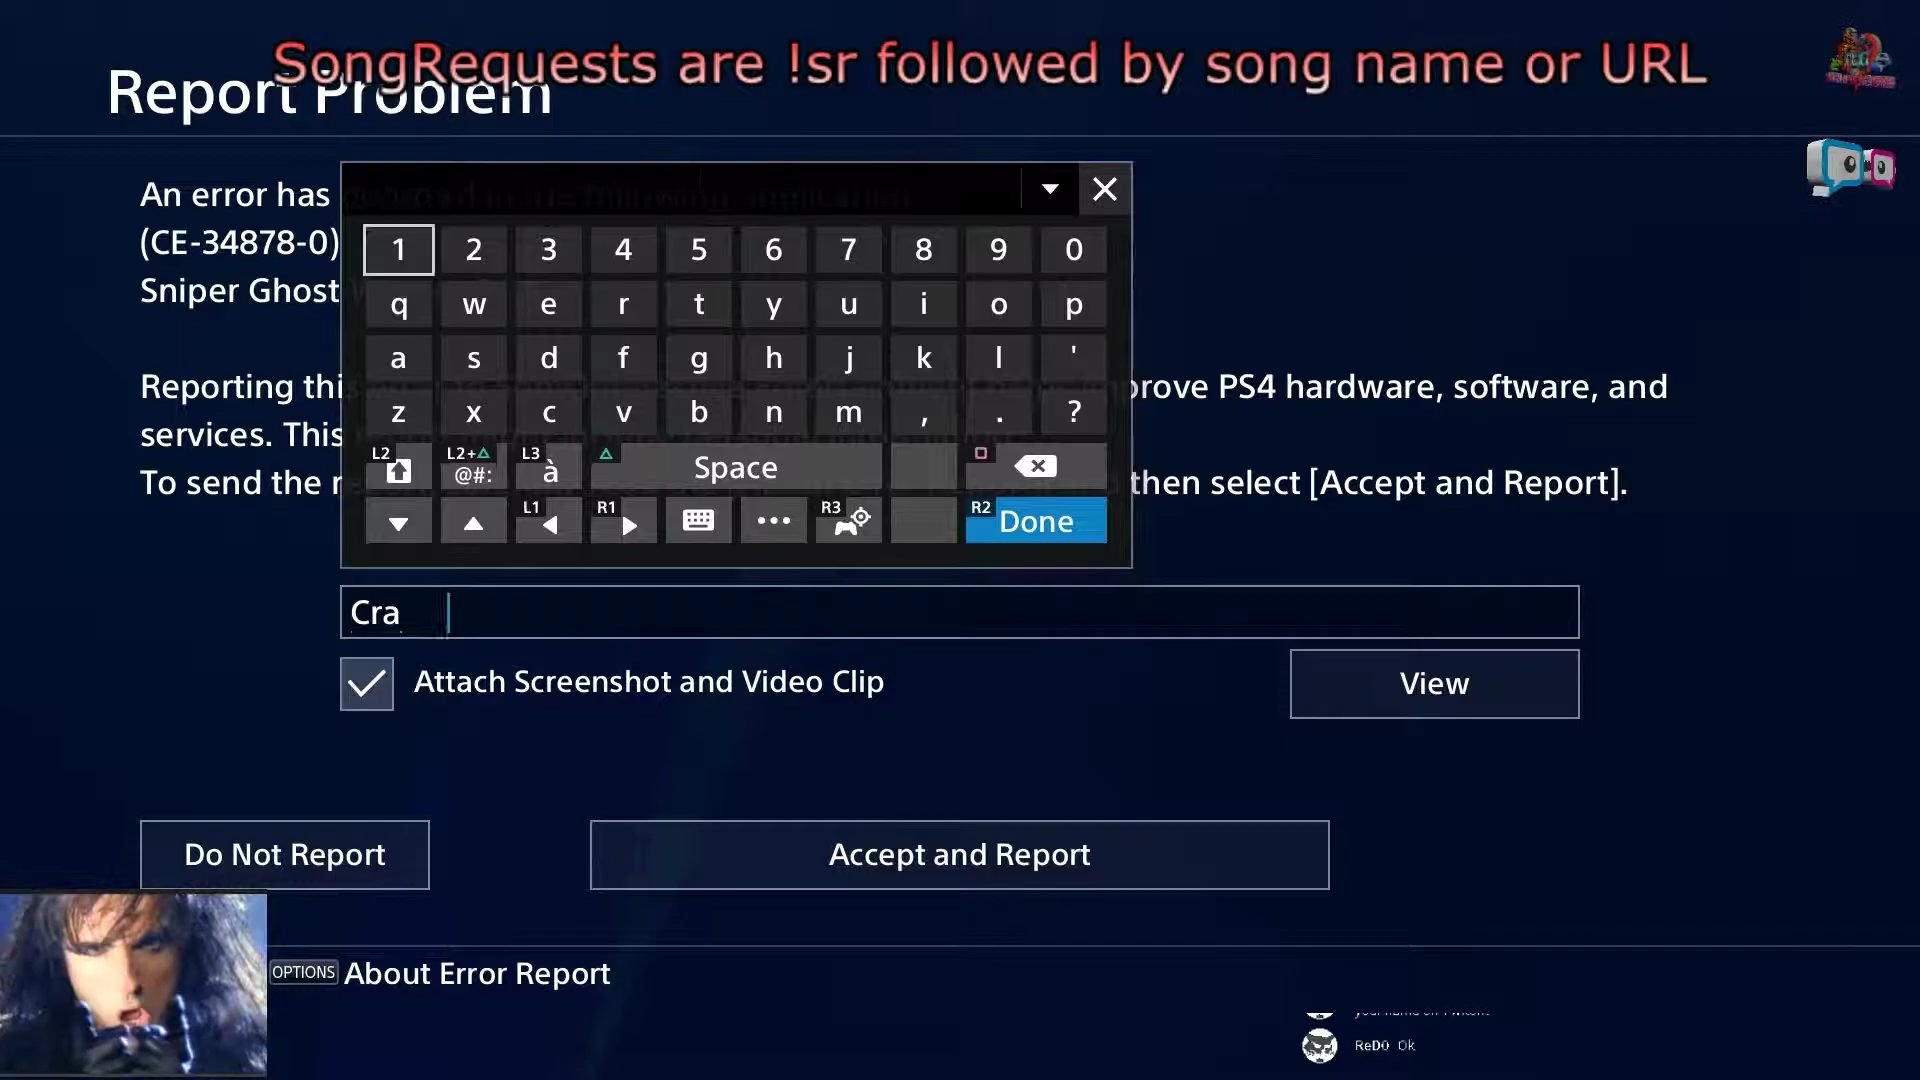 SongRequests are !sr followed by song name or URL
Report Problem
An error has
(CE-34878-0)
Sniper Ghost
1 2 3 4 5 6 7 8 9 0
q w e r t y u i o p
a s d f g h j k l '
z x c v b n m , . ?
L2 L2+△ @#: L3 à △ Space
L1 R1 R3 R2 Done
Reporting this improve PS4 hardware, software, and
services. This
To send the then select [Accept and Report].
Cra
Attach Screenshot and Video Clip
View
Do Not Report
Accept and Report
OPTIONS About Error Report
ReDO Ok